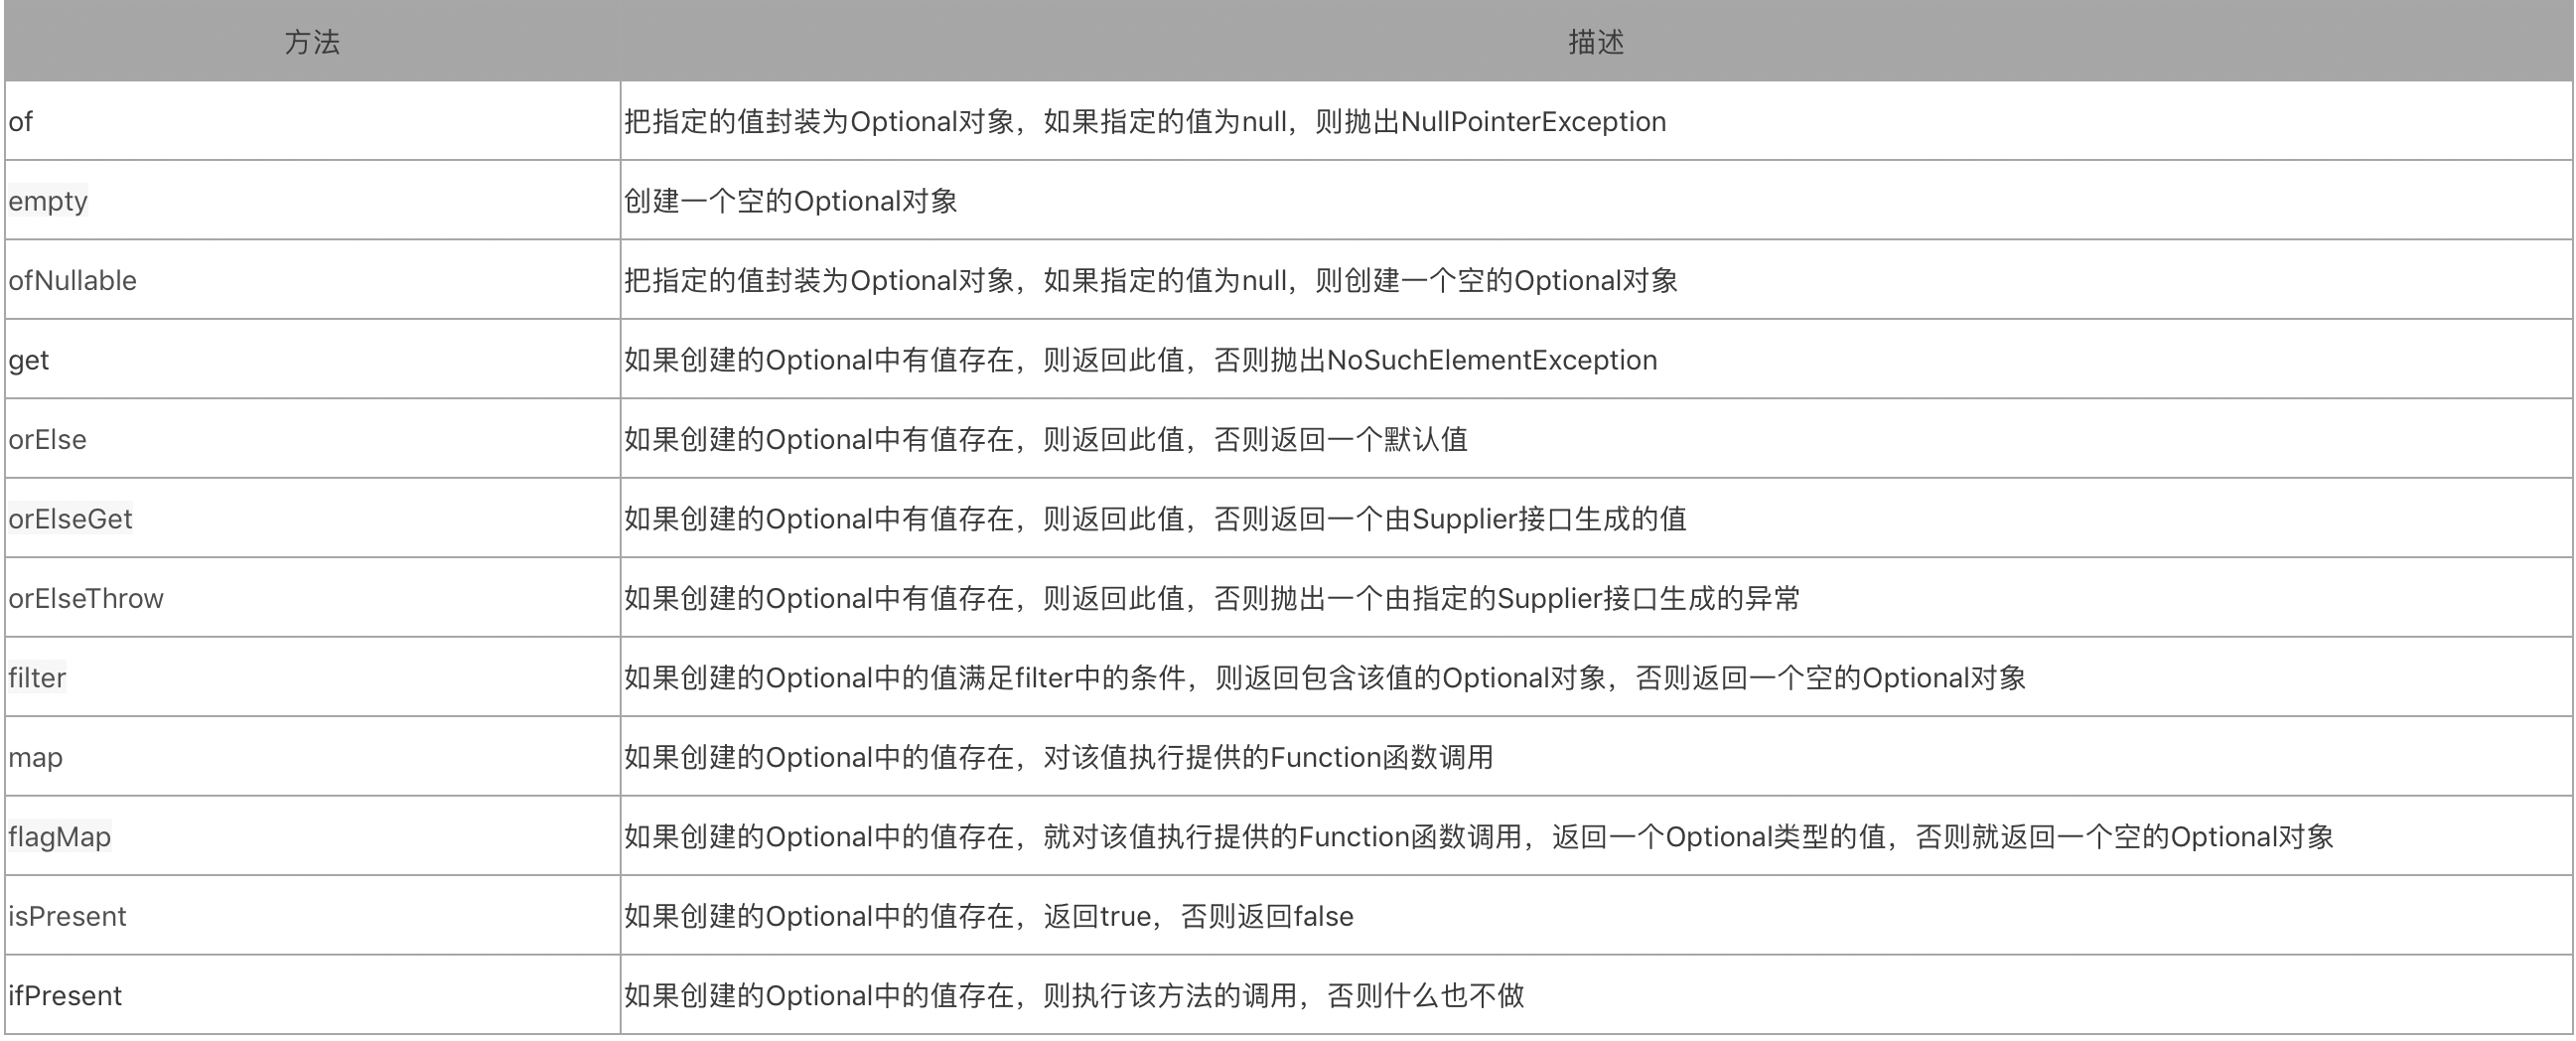 方法 描述
of 把指定的值封装为Optional对象，如果指定的值为null，则抛出NullPointerException
empty 创建一个空的Optional对象
ofNullable 把指定的值封装为Optional对象，如果指定的值为null，则创建一个空的Optional对象
get 如果创建的Optional中有值存在，则返回此值，否则抛出NoSuchElementException
orElse 如果创建的Optional中有值存在，则返回此值，否则返回一个默认值
orElseGet 如果创建的Optional中有值存在，则返回此值，否则返回一个由Supplier接口生成的值
orElseThrow 如果创建的Optional中有值存在，则返回此值，否则抛出一个由指定的Supplier接口生成的异常
filter 如果创建的Optional中的值满足filter中的条件，则返回包含该值的Optional对象，否则返回一个空的Optional对象
map 如果创建的Optional中的值存在，对该值执行提供的Function函数调用
flagMap 如果创建的Optional中的值存在，就对该值执行提供的Function函数调用，返回一个Optional类型的值，否则就返回一个空的Optional对象
isPresent 如果创建的Optional中的值存在，返回true，否则返回false
ifPresent 如果创建的Optional中的值存在，则执行该方法的调用，否则什么也不做